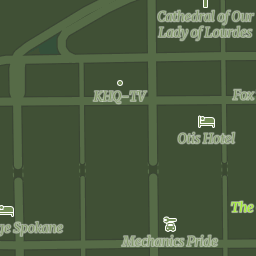 Cathedral of Our
Lady of Lourdes
KHQ-TV
Fox
Otis Hotel
The
ge Spokane
Mechanics Pride